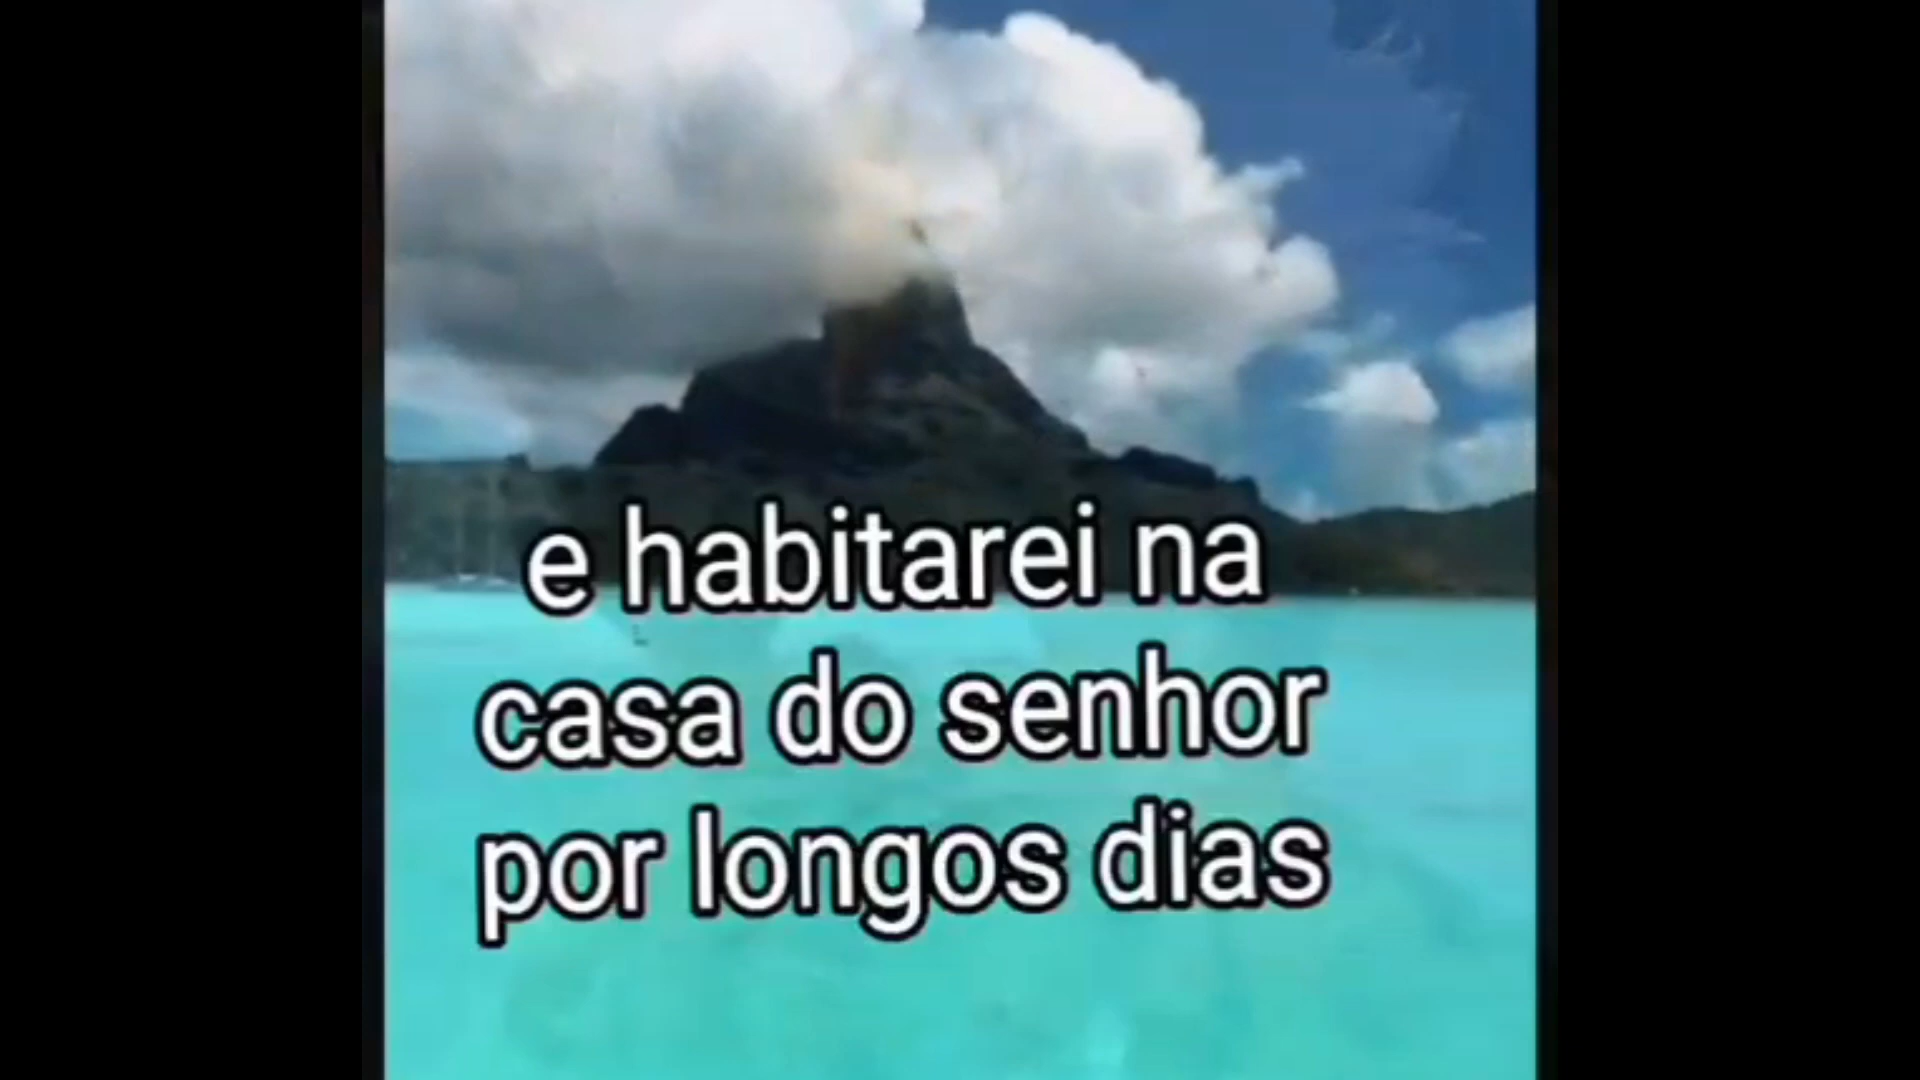 e habitarei na
casa do senhor
por longos dias